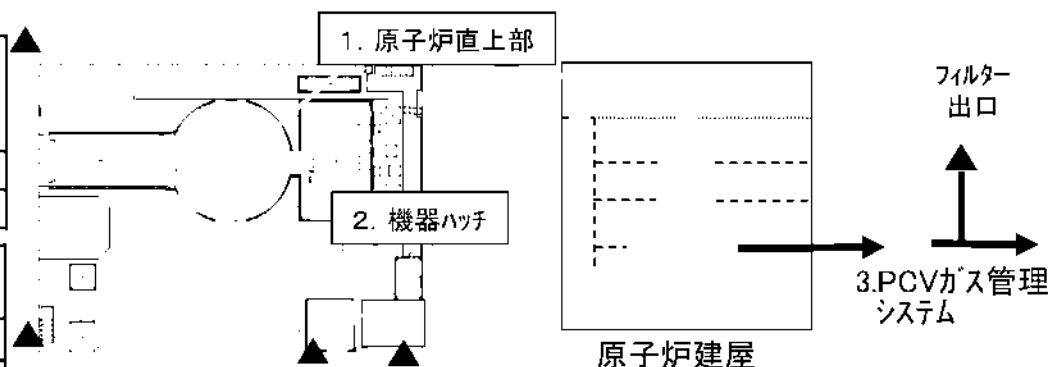 1. 原子炉直上部
2. 機器ハッチ
フィルター
出口
3.PCVガス管理
システム
原子炉建屋